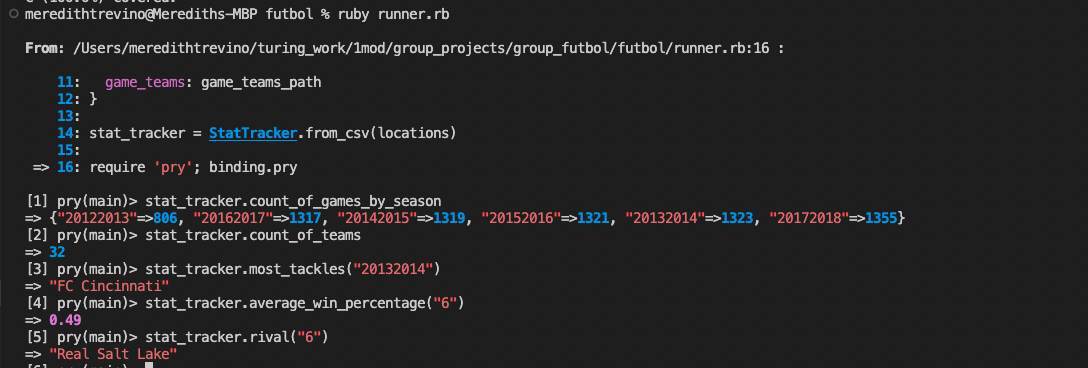 meredithtrevino@Merediths-MBP futbol % ruby runner.rb
From: /Users/meredithtrevino/turing_work/1mod/group_projects/group_futbol/futbol/runner.rb:16 :
11: game_teams: game_teams_path
12: }
13:
14: stat_tracker = StatTracker.from_csv(locations)
15:
=> 16: require 'pry'; binding.pry
[1] pry(main)> stat_tracker.count_of_games_by_season
=> {"20122013"=>806, "20162017"=>1317, "20142015"=>1319, "20152016"=>1321, "20132014"=>1323, "20172018"=>1355}
[2] pry(main)> stat_tracker.count_of_teams
=> 32
[3] pry(main)> stat_tracker.most_tackles("20132014")
=> "FC Cincinnati"
[4] pry(main)> stat_tracker.average_win_percentage("6")
=> 0.49
[5] pry(main)> stat_tracker.rival("6")
=> "Real Salt Lake"